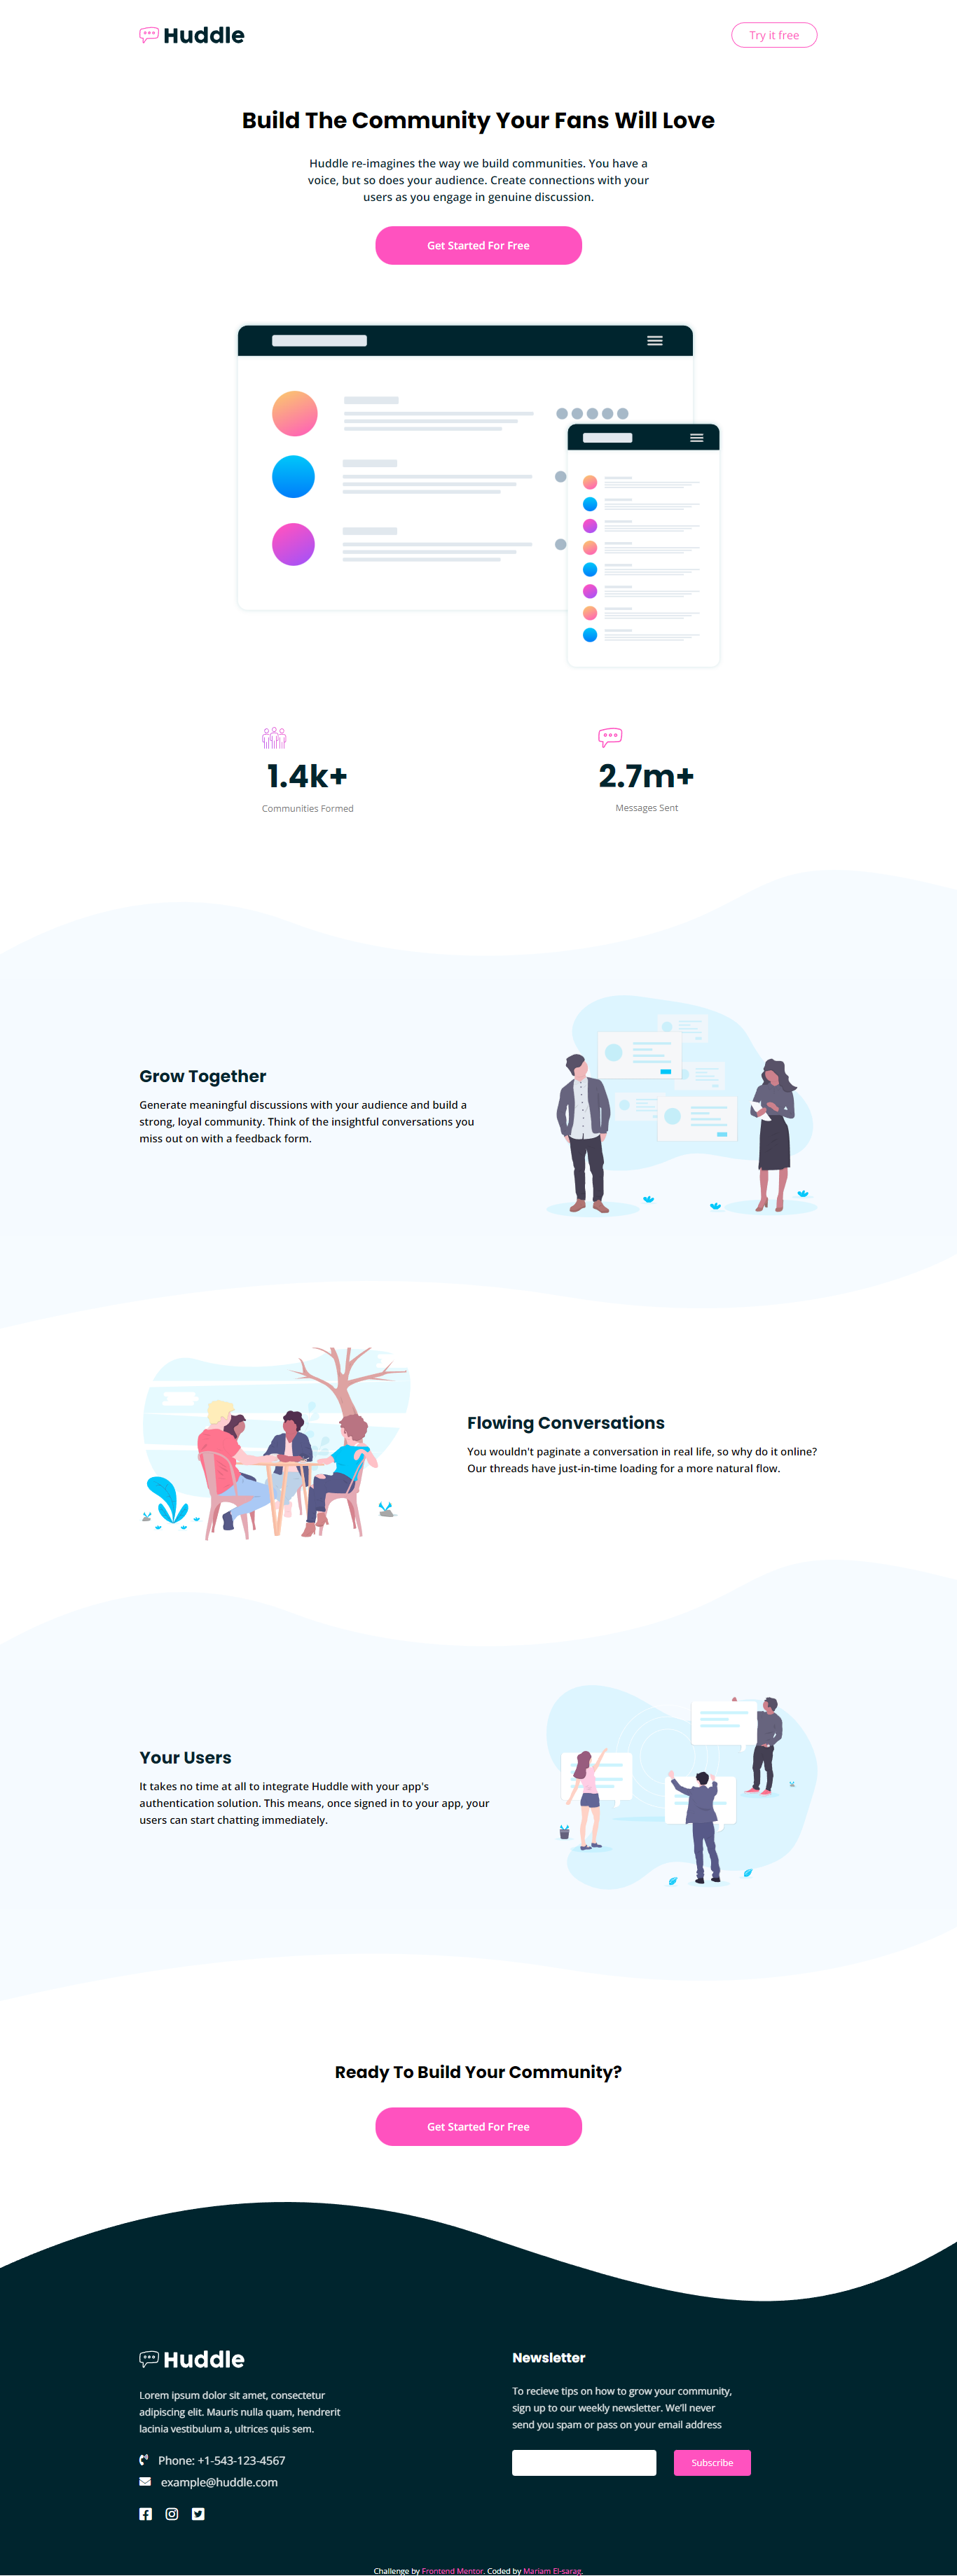 Huddle
Try it free
Build The Community Your Fans Will Love
Huddle re-imagines the way we build communities. You have a
voice, but so does your audience. Create connections with your
users as you engage in genuine discussion.
Get Started For Free
1.4k+
Communities Formed
2.7m+
Messages Sent
Grow Together
Generate meaningful discussions with your audience and build a
strong, loyal community. Think of the insightful conversations you
miss out on with a feedback form.
Flowing Conversations
You wouldn't paginate a conversation in real life, so why do it online?
Our threads have just-in-time loading for a more natural flow.
Your Users
It takes no time at all to integrate Huddle with your app's
authentication solution. This means, once signed in to your app, your
users can start chatting immediately.
Ready To Build Your Community?
Get Started For Free
Huddle
Lorem ipsum dolor sit amet, consectetur
adipiscing elit. Mauris nulla quam, hendrerit
lacinia vestibulum a, ultrices quis sem.
Phone: +1-543-123-4567
example@huddle.com
Newsletter
To recieve tips on how to grow your community,
sign up to our weekly newsletter. We'll never
send you spam or pass on your email address
Subscribe
Challenge by Frontend Mentor. Coded by Mariam El-sarag.